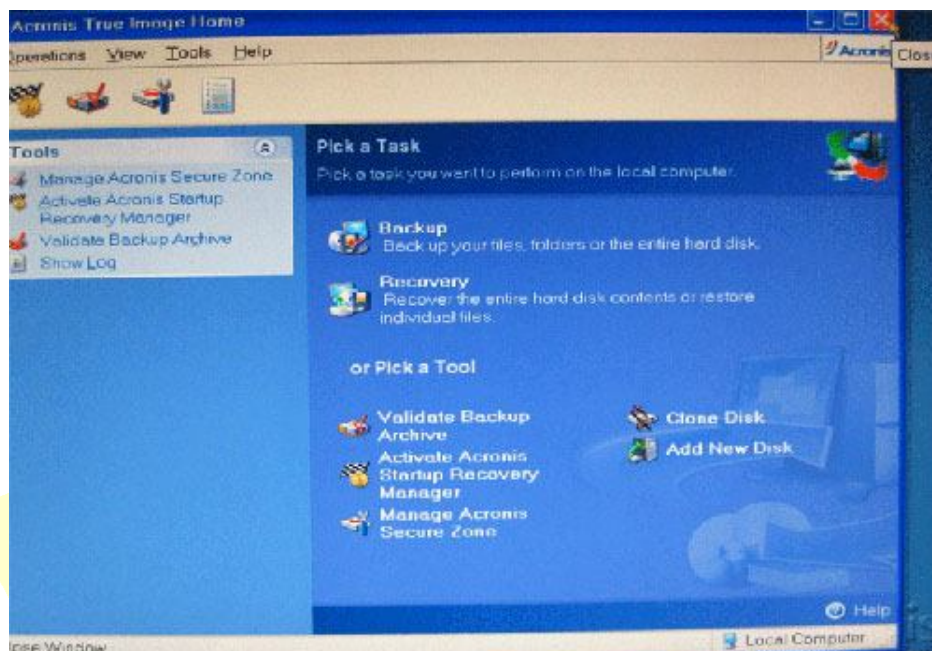 Acronis True Image Home
Operations View Tools Help
Acronis
Clos
Tools
Manage Acronis Secure Zone
Activate Acronis Startup
Recovery Manager
Validate Backup Archive
Show Log
Pick a Task
Pick a task you want to perform on the local computer.
Backup
Back up your files, folders or the entire hard disk.
Recovery
Recover the entire hard disk contents or restore
individual files.
or Pick a Tool
Validate Backup
Archive
Activate Acronis
Startup Recovery
Manager
Manage Acronis
Secure Zone
Clone Disk
Add New Disk
Help
lose Window
Local Computer